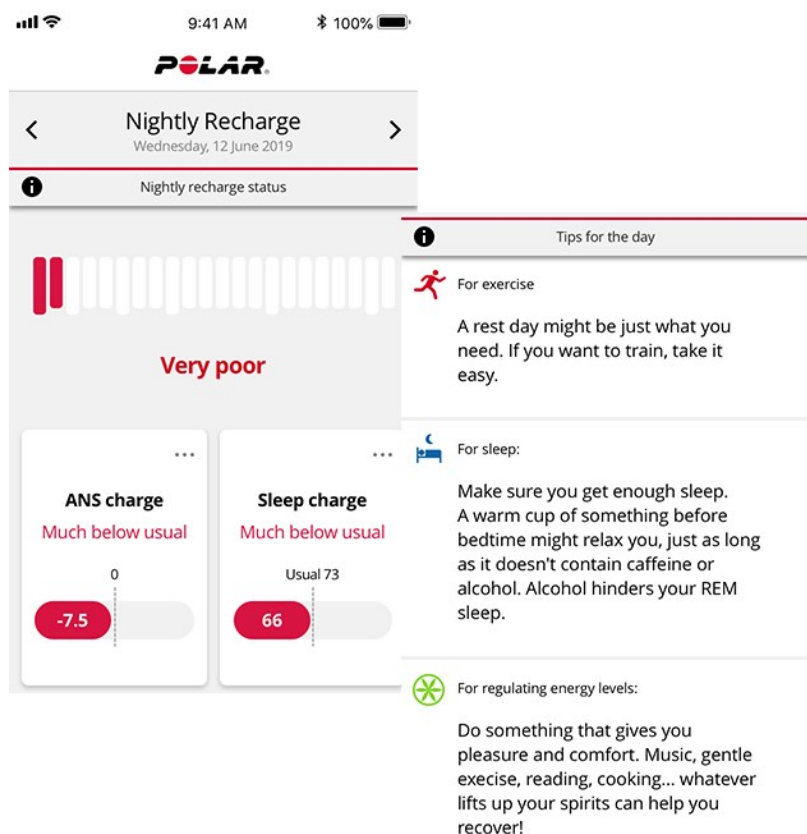 9:41 AM
100%
POLAR.
Nightly Recharge
Wednesday, 12 June 2019
Nightly recharge status
Very poor
ANS charge
Much below usual
0
-7.5
Sleep charge
Much below usual
Usual 73
66
Tips for the day
For exercise
A rest day might be just what you
need. If you want to train, take it
easy.
For sleep:
Make sure you get enough sleep.
A warm cup of something before
bedtime might relax you, just as long
as it doesn't contain caffeine or
alcohol. Alcohol hinders your REM
sleep.
For regulating energy levels:
Do something that gives you
pleasure and comfort. Music, gentle
execise, reading, cooking... whatever
lifts up your spirits can help you
recover!